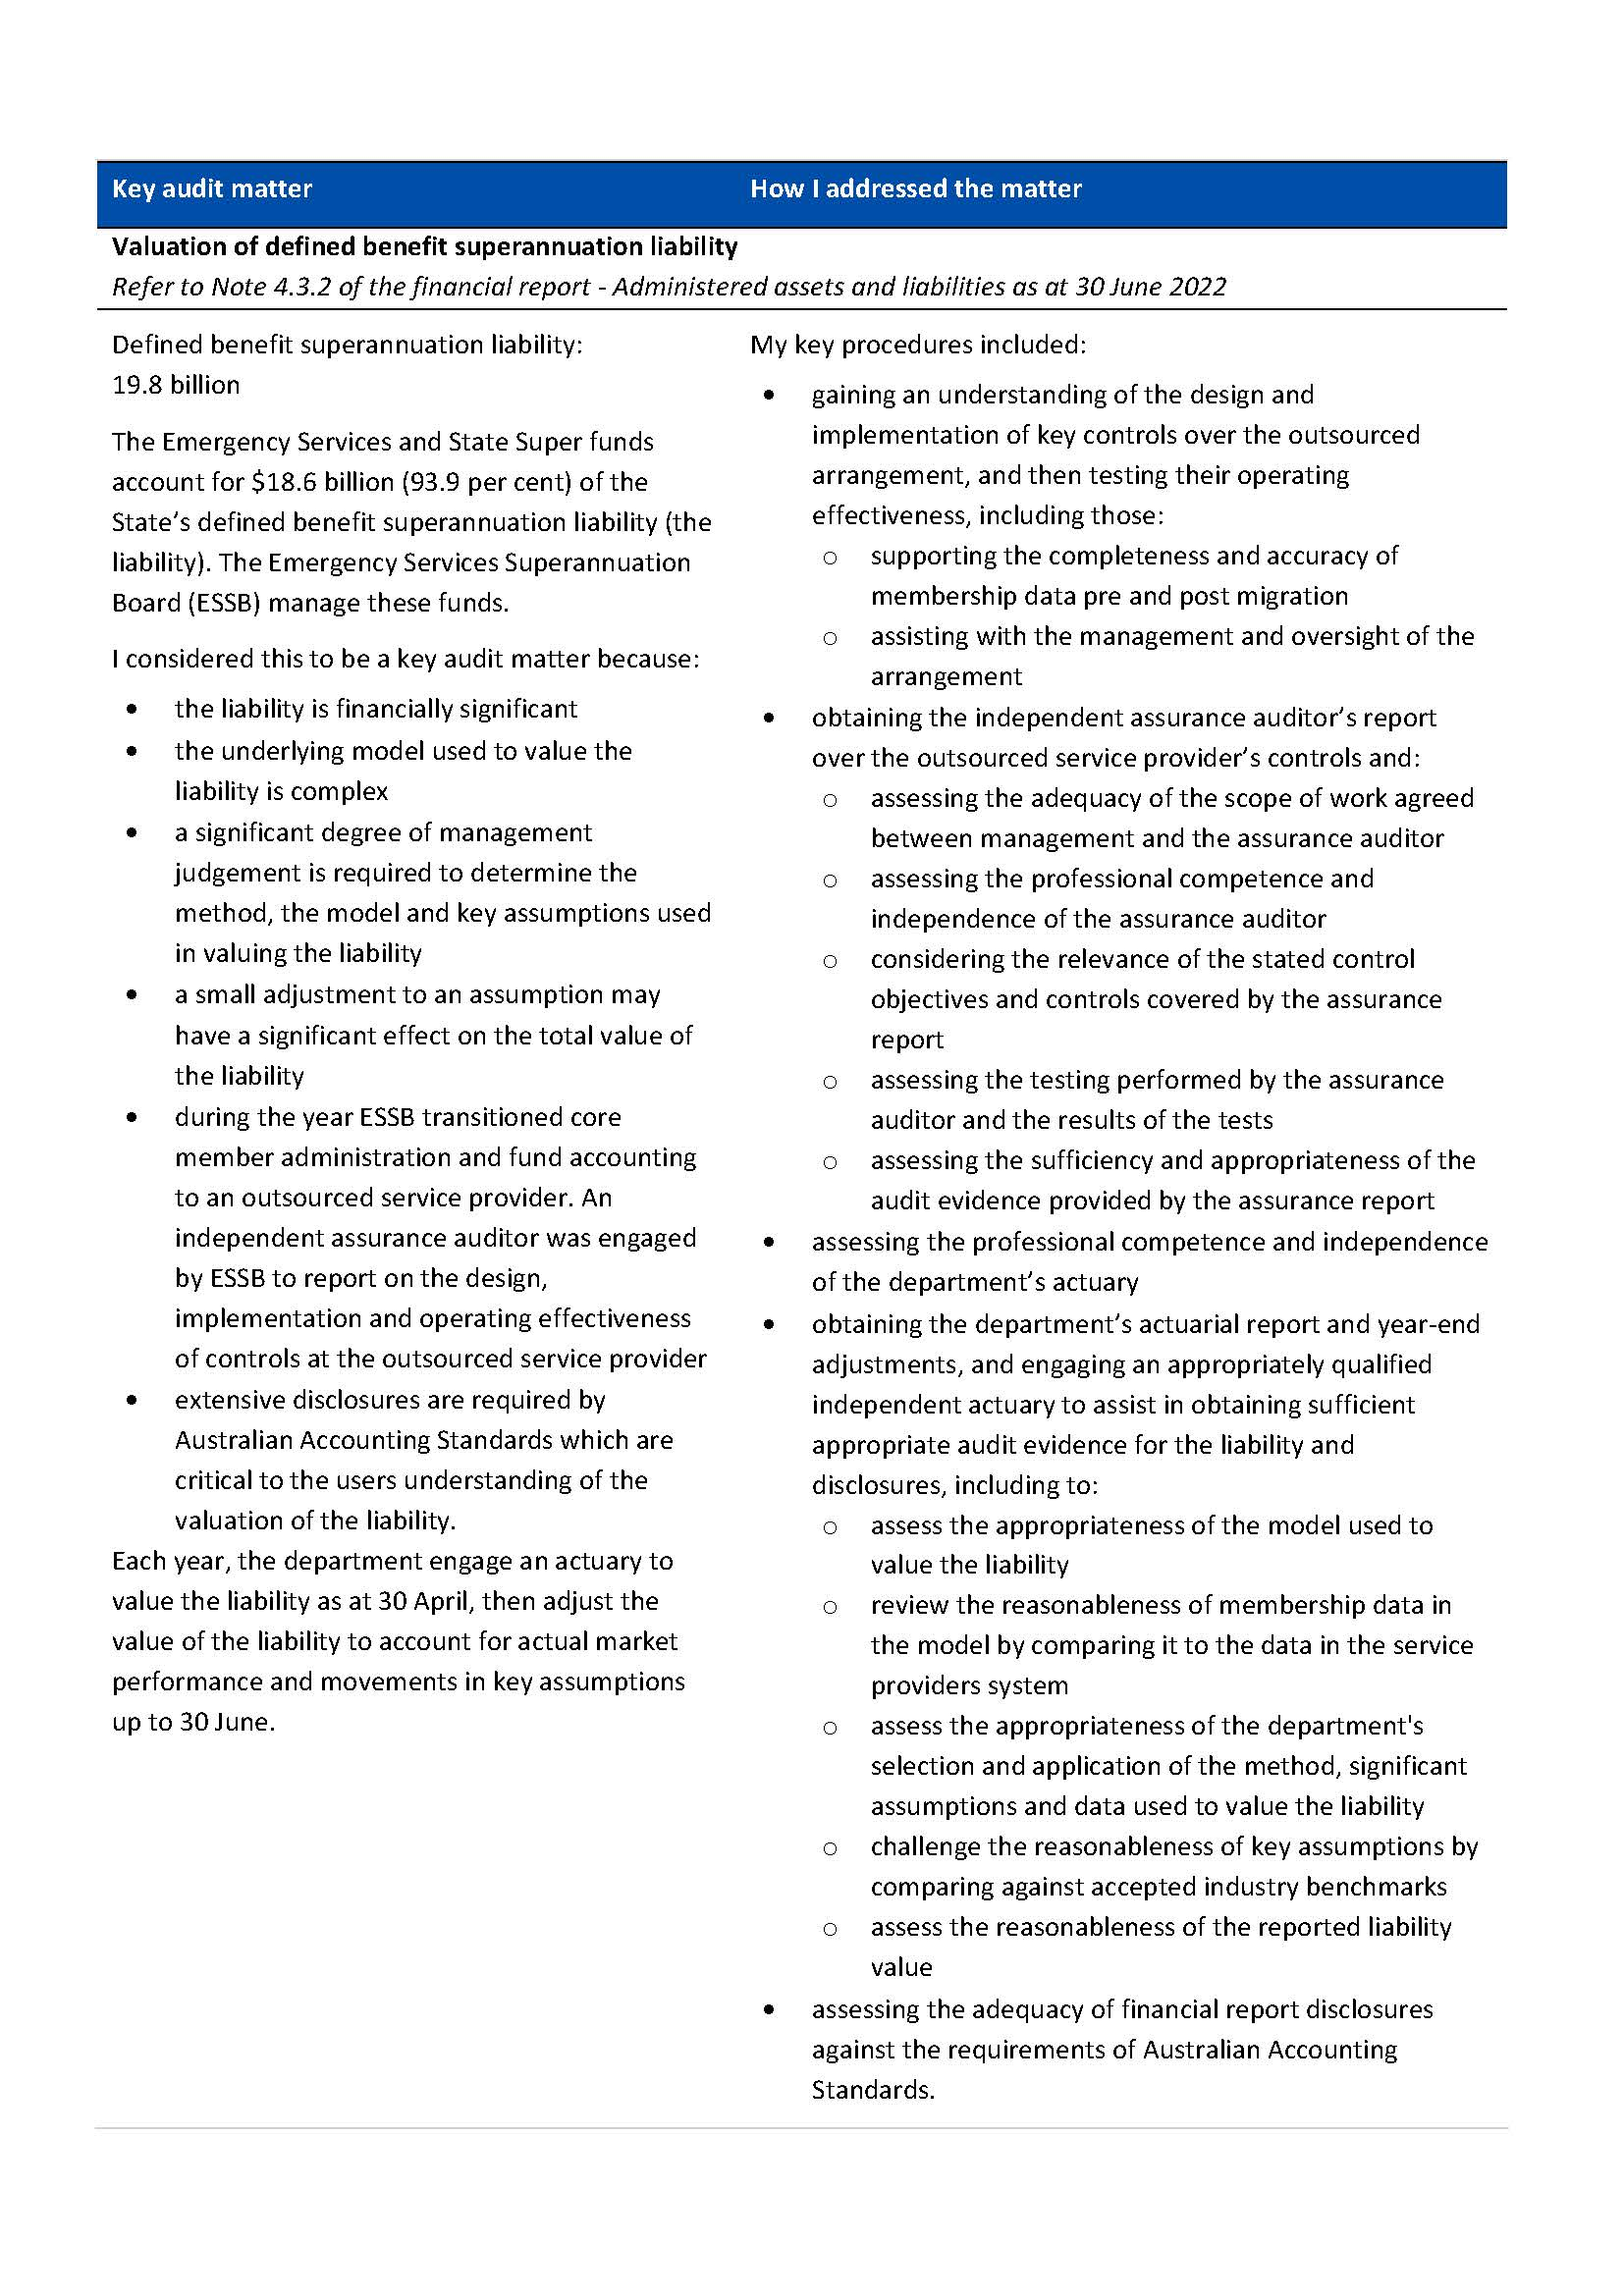 Key audit matter
How I addressed the matter
Valuation of defined benefit superannuation liability
Refer to Note 4.3.2 of the financial report - Administered assets and liabilities as at 30 June 2022
Defined benefit superannuation liability:
19.8 billion
The Emergency Services and State Super funds
account for $18.6 billion (93.9 per cent) of the
State’s defined benefit superannuation liability (the
liability). The Emergency Services Superannuation
Board (ESSB) manage these funds.
I considered this to be a key audit matter because:
• the liability is financially significant
• the underlying model used to value the
liability is complex
• a significant degree of management
judgement is required to determine the
method, the model and key assumptions used
in valuing the liability
• a small adjustment to an assumption may
have a significant effect on the total value of
the liability
• during the year ESSB transitioned core
member administration and fund accounting
to an outsourced service provider. An
independent assurance auditor was engaged
by ESSB to report on the design,
implementation and operating effectiveness
of controls at the outsourced service provider
• extensive disclosures are required by
Australian Accounting Standards which are
critical to the users understanding of the
valuation of the liability.
Each year, the department engage an actuary to
value the liability as at 30 April, then adjust the
value of the liability to account for actual market
performance and movements in key assumptions
up to 30 June.
My key procedures included:
• gaining an understanding of the design and
implementation of key controls over the outsourced
arrangement, and then testing their operating
effectiveness, including those:
○ supporting the completeness and accuracy of
membership data pre and post migration
○ assisting with the management and oversight of the
arrangement
• obtaining the independent assurance auditor’s report
over the outsourced service provider’s controls and:
○ assessing the adequacy of the scope of work agreed
between management and the assurance auditor
○ assessing the professional competence and
independence of the assurance auditor
○ considering the relevance of the stated control
objectives and controls covered by the assurance
report
○ assessing the testing performed by the assurance
auditor and the results of the tests
○ assessing the sufficiency and appropriateness of the
audit evidence provided by the assurance report
• assessing the professional competence and independence
of the department’s actuary
• obtaining the department’s actuarial report and year-end
adjustments, and engaging an appropriately qualified
independent actuary to assist in obtaining sufficient
appropriate audit evidence for the liability and
disclosures, including to:
○ assess the appropriateness of the model used to
value the liability
○ review the reasonableness of membership data in
the model by comparing it to the data in the service
providers system
○ assess the appropriateness of the department's
selection and application of the method, significant
assumptions and data used to value the liability
○ challenge the reasonableness of key assumptions by
comparing against accepted industry benchmarks
○ assess the reasonableness of the reported liability
value
• assessing the adequacy of financial report disclosures
against the requirements of Australian Accounting
Standards.